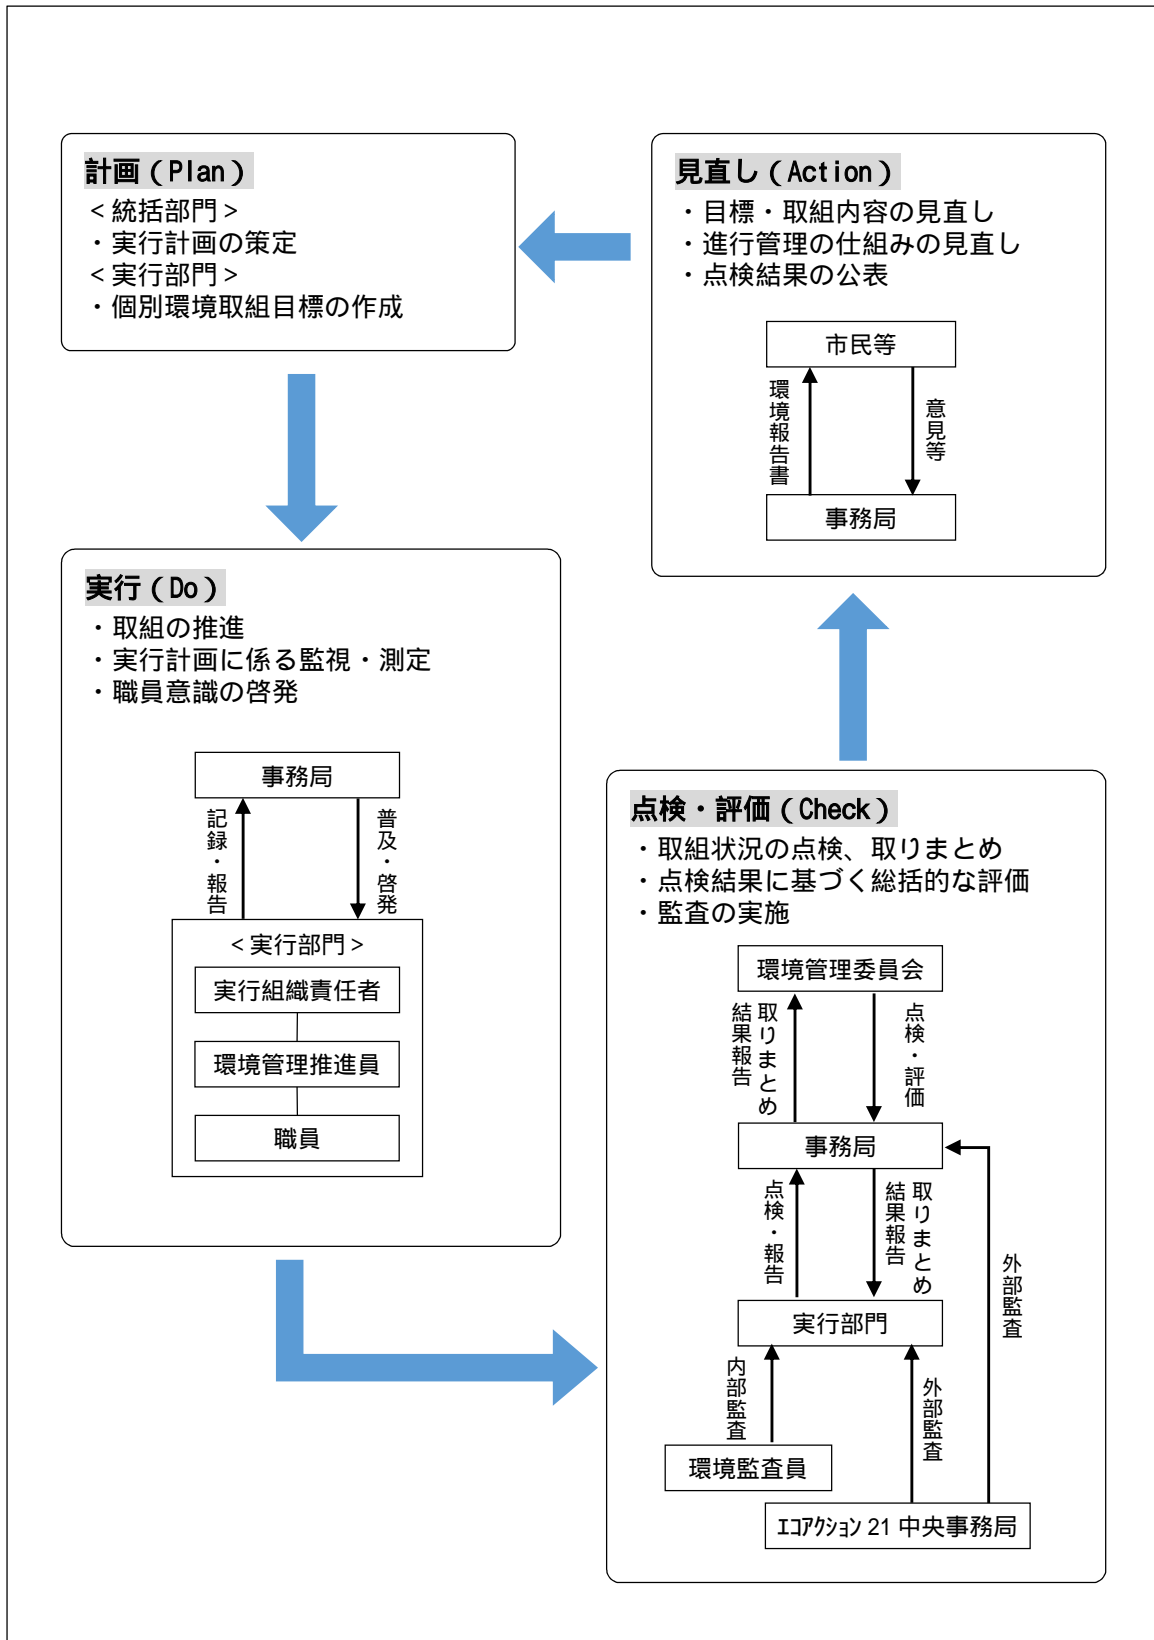 計画（Plan）
＜統括部門＞
・実行計画の策定
＜実行部門＞
・個別環境取組目標の作成
見直し（Action）
・目標・取組内容の見直し
・進行管理の仕組みの見直し
・点検結果の公表
市民等
環境報告書
意見等
事務局
実行（Do）
・取組の推進
・実行計画に係る監視・測定
・職員意識の啓発
事務局
記録・報告
普及・啓発
＜実行部門＞
実行組織責任者
環境管理推進員
職員
点検・評価（Check）
・取組状況の点検、取りまとめ
・点検結果に基づく総括的な評価
・監査の実施
環境管理委員会
取りまとめ
結果報告
点検・評価
事務局
点検・報告
取りまとめ
結果報告
外部監査
実行部門
内部監査
外部監査
環境監査員
ｴｺｱｸｼｮﾝ 21 中央事務局